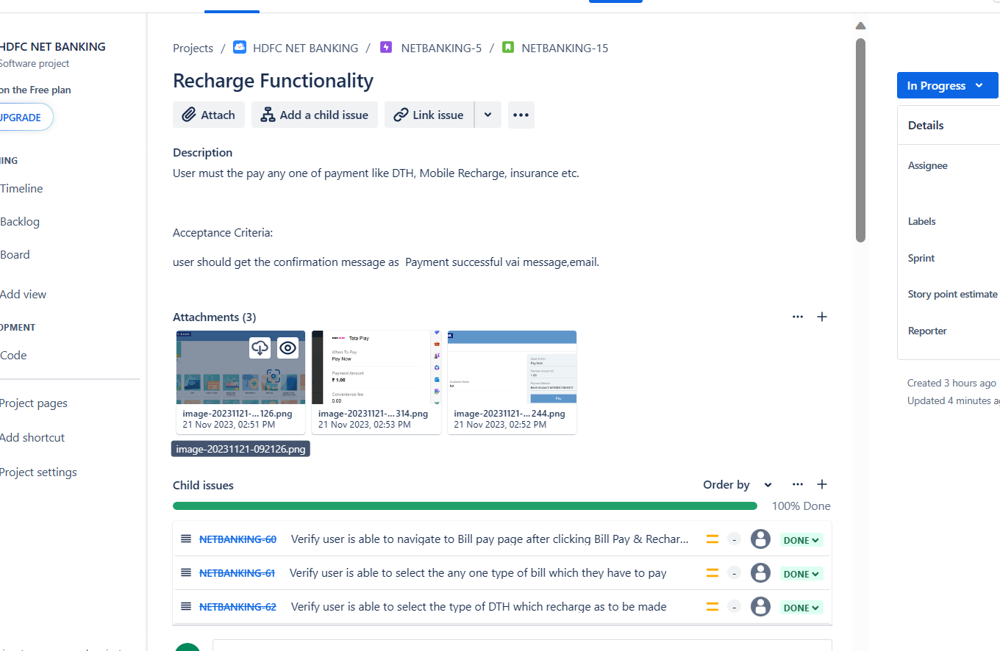 HDFC NET BANKING
Software project
on the Free plan
UPGRADE
ING
Timeline
Backlog
Board
Add view
OPMENT
Code
Project pages
Add shortcut
Project settings
Projects / HDFC NET BANKING / NETBANKING-5 / NETBANKING-15
Recharge Functionality
Attach Add a child issue Link issue
Description
User must the pay any one of payment like DTH, Mobile Recharge, insurance etc.
Acceptance Criteria:
user should get the confirmation message as Payment successful vai message,email.
Attachments (3)
Tata Play
When To Pay
Pay Now
Payment Amount
₹ 1.00
Convenience fee
0.00
When To Pay
Pay Now
1.00
Customer Name
NA
Pay
image-20231121-...126.png
21 Nov 2023, 02:51 PM
image-20231121-...314.png
21 Nov 2023, 02:53 PM
image-20231121-...244.png
21 Nov 2023, 02:52 PM
image-20231121-092126.png
Child issues
Order by
100% Done
NETBANKING-60 Verify user is able to navigate to Bill pay page after clicking Bill Pay & Rechar... - DONE
NETBANKING-61 Verify user is able to select the any one type of bill which they have to pay - DONE
NETBANKING-62 Verify user is able to select the type of DTH which recharge as to be made - DONE
In Progress
Details
Assignee
Labels
Sprint
Story point estimate
Reporter
Created 3 hours ago
Updated 4 minutes ag